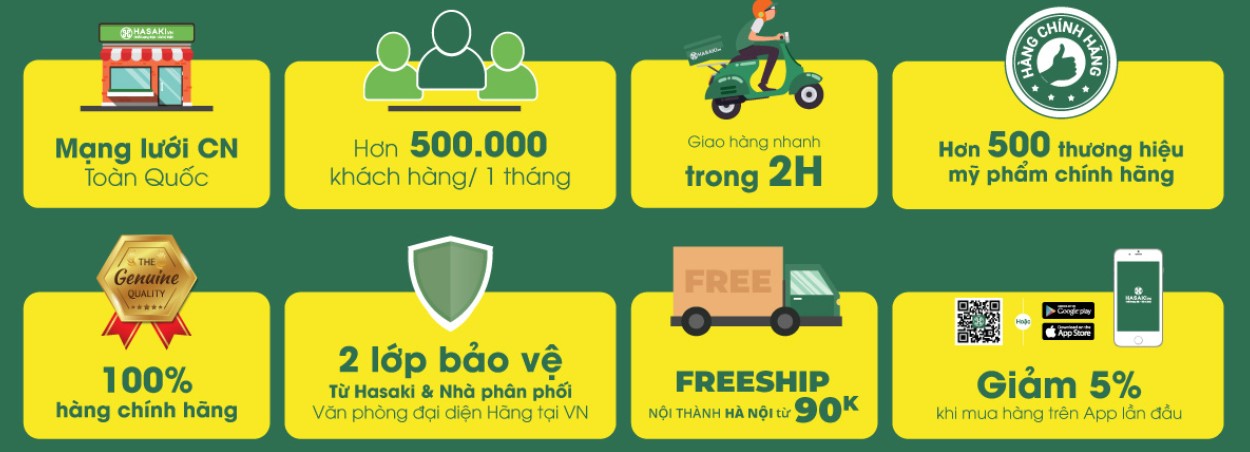 HASAKI.VN
Mạng lưới CN
Toàn Quốc
Hơn 500.000
khách hàng/ 1 tháng
HASAKI
Giao hàng nhanh
trong 2H
HÀNG CHÍNH HÃNG
Hơn 500 thương hiệu
mỹ phẩm chính hãng
THE
Genuine
QUALITY
100%
hàng chính hãng
2 lớp bảo vệ
Từ Hasaki & Nhà phân phối
Văn phòng đại diện Hãng tại VN
FREE
FREESHIP
NỘI THÀNH HÀ NỘI từ 90K
Hoặc
Google play
Download on the
App Store
HASAKI
Giảm 5%
khi mua hàng trên App lần đầu